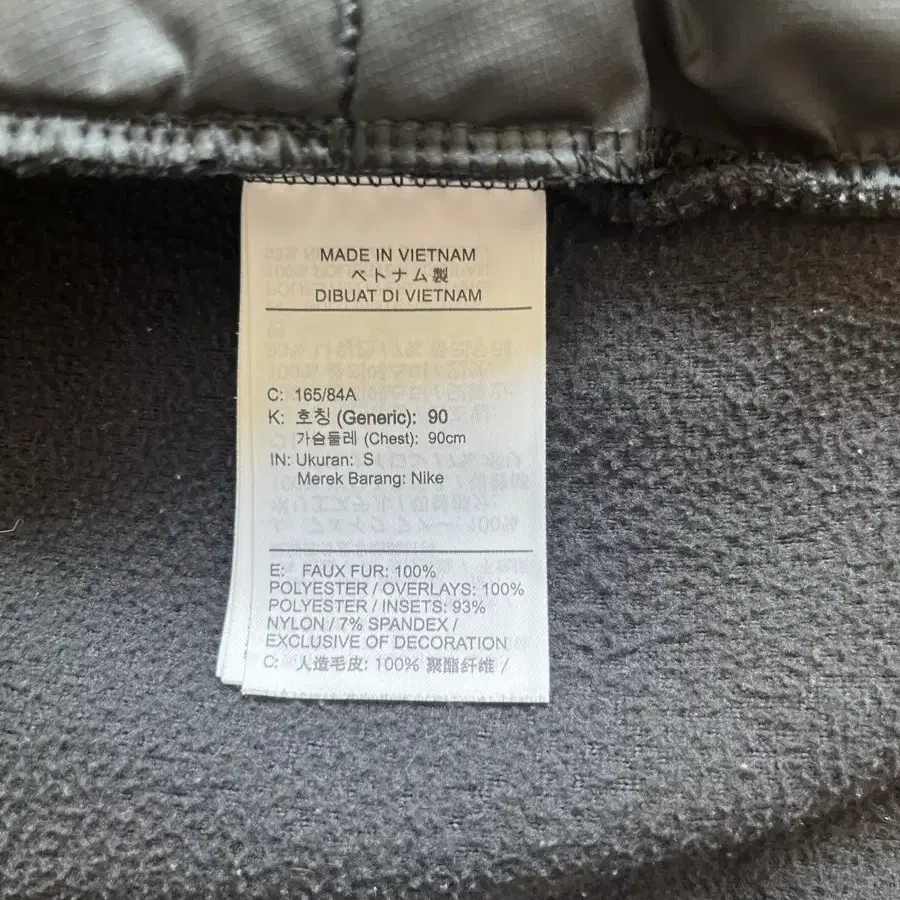 MADE IN VIETNAM
ベトナム製
DIBUAT DI VIETNAM
C: 165/84A
K: 호칭 (Generic): 90
가슴둘레 (Chest): 90cm
IN: Ukuran: S
Merek Barang: Nike
E: FAUX FUR: 100%
POLYESTER / OVERLAYS: 100%
POLYESTER / INSETS: 93%
NYLON / 7% SPANDEX /
EXCLUSIVE OF DECORATION
C: 人造毛皮: 100% 聚酯纤维 /